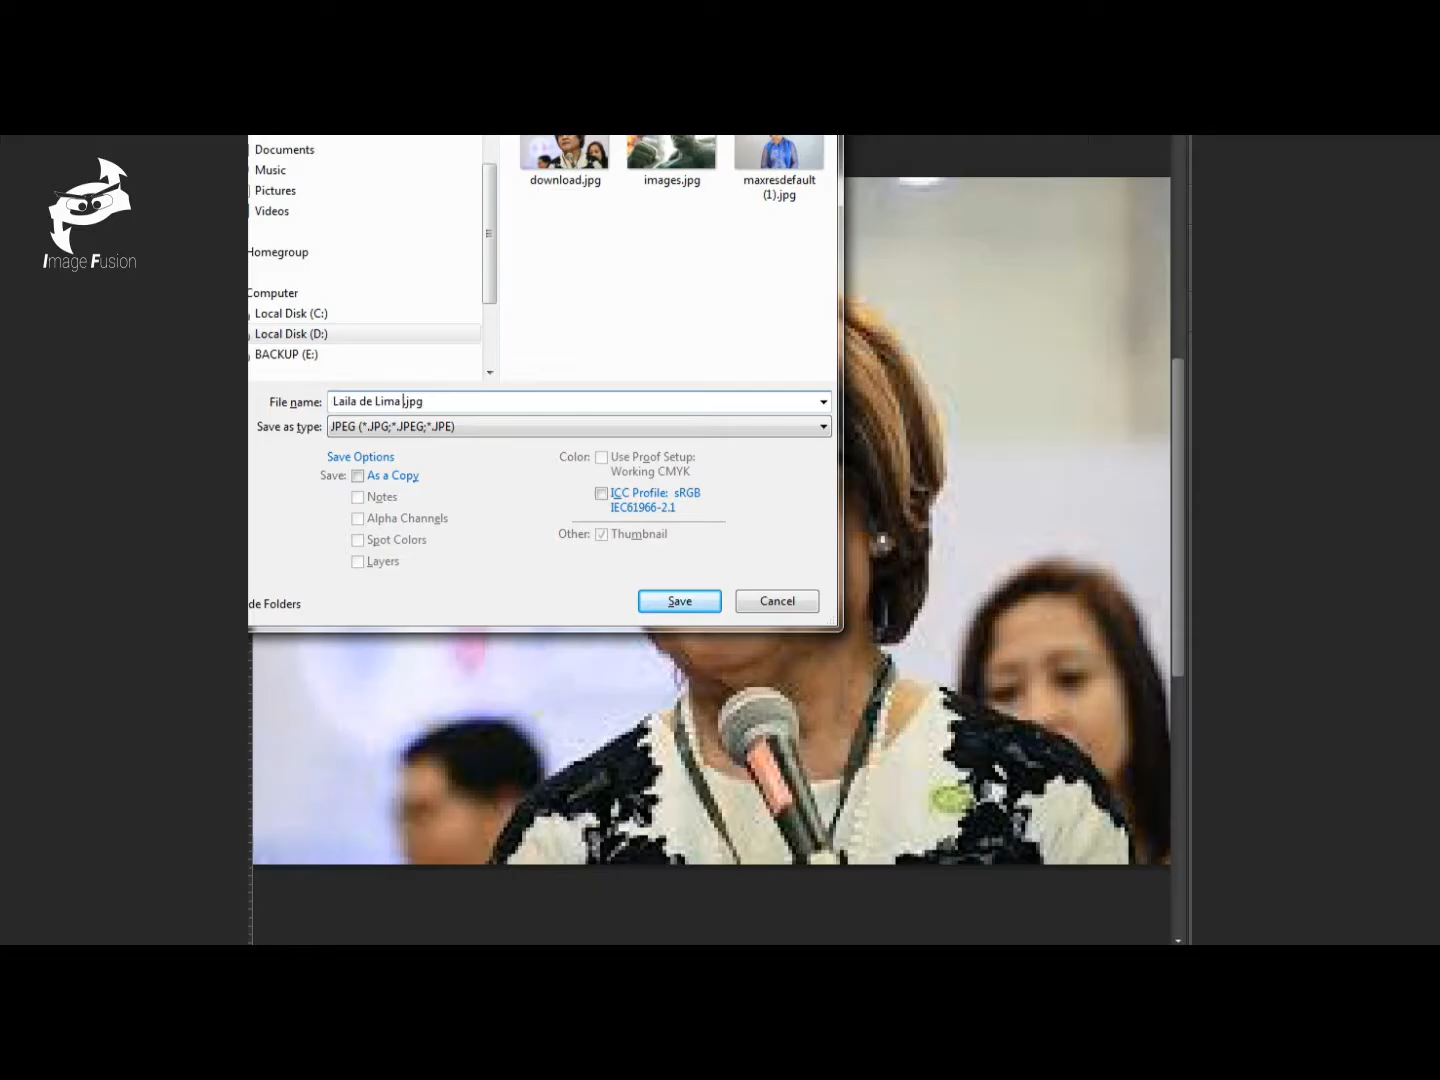 Image Fusion
Documents
Music
Pictures
Videos
Homegroup
Computer
Local Disk (C:)
Local Disk (D:)
BACKUP (E:)
download.jpg
images.jpg
maxresdefault
(1).jpg
File name: Laila de Lima .jpg
Save as type: JPEG (*.JPG;*.JPEG;*.JPE)
Save Options
Save: As a Copy
Notes
Alpha Channels
Spot Colors
Layers
Color: Use Proof Setup:
Working CMYK
ICC Profile: sRGB
IEC61966-2.1
Other: Thumbnail
de Folders
Save
Cancel